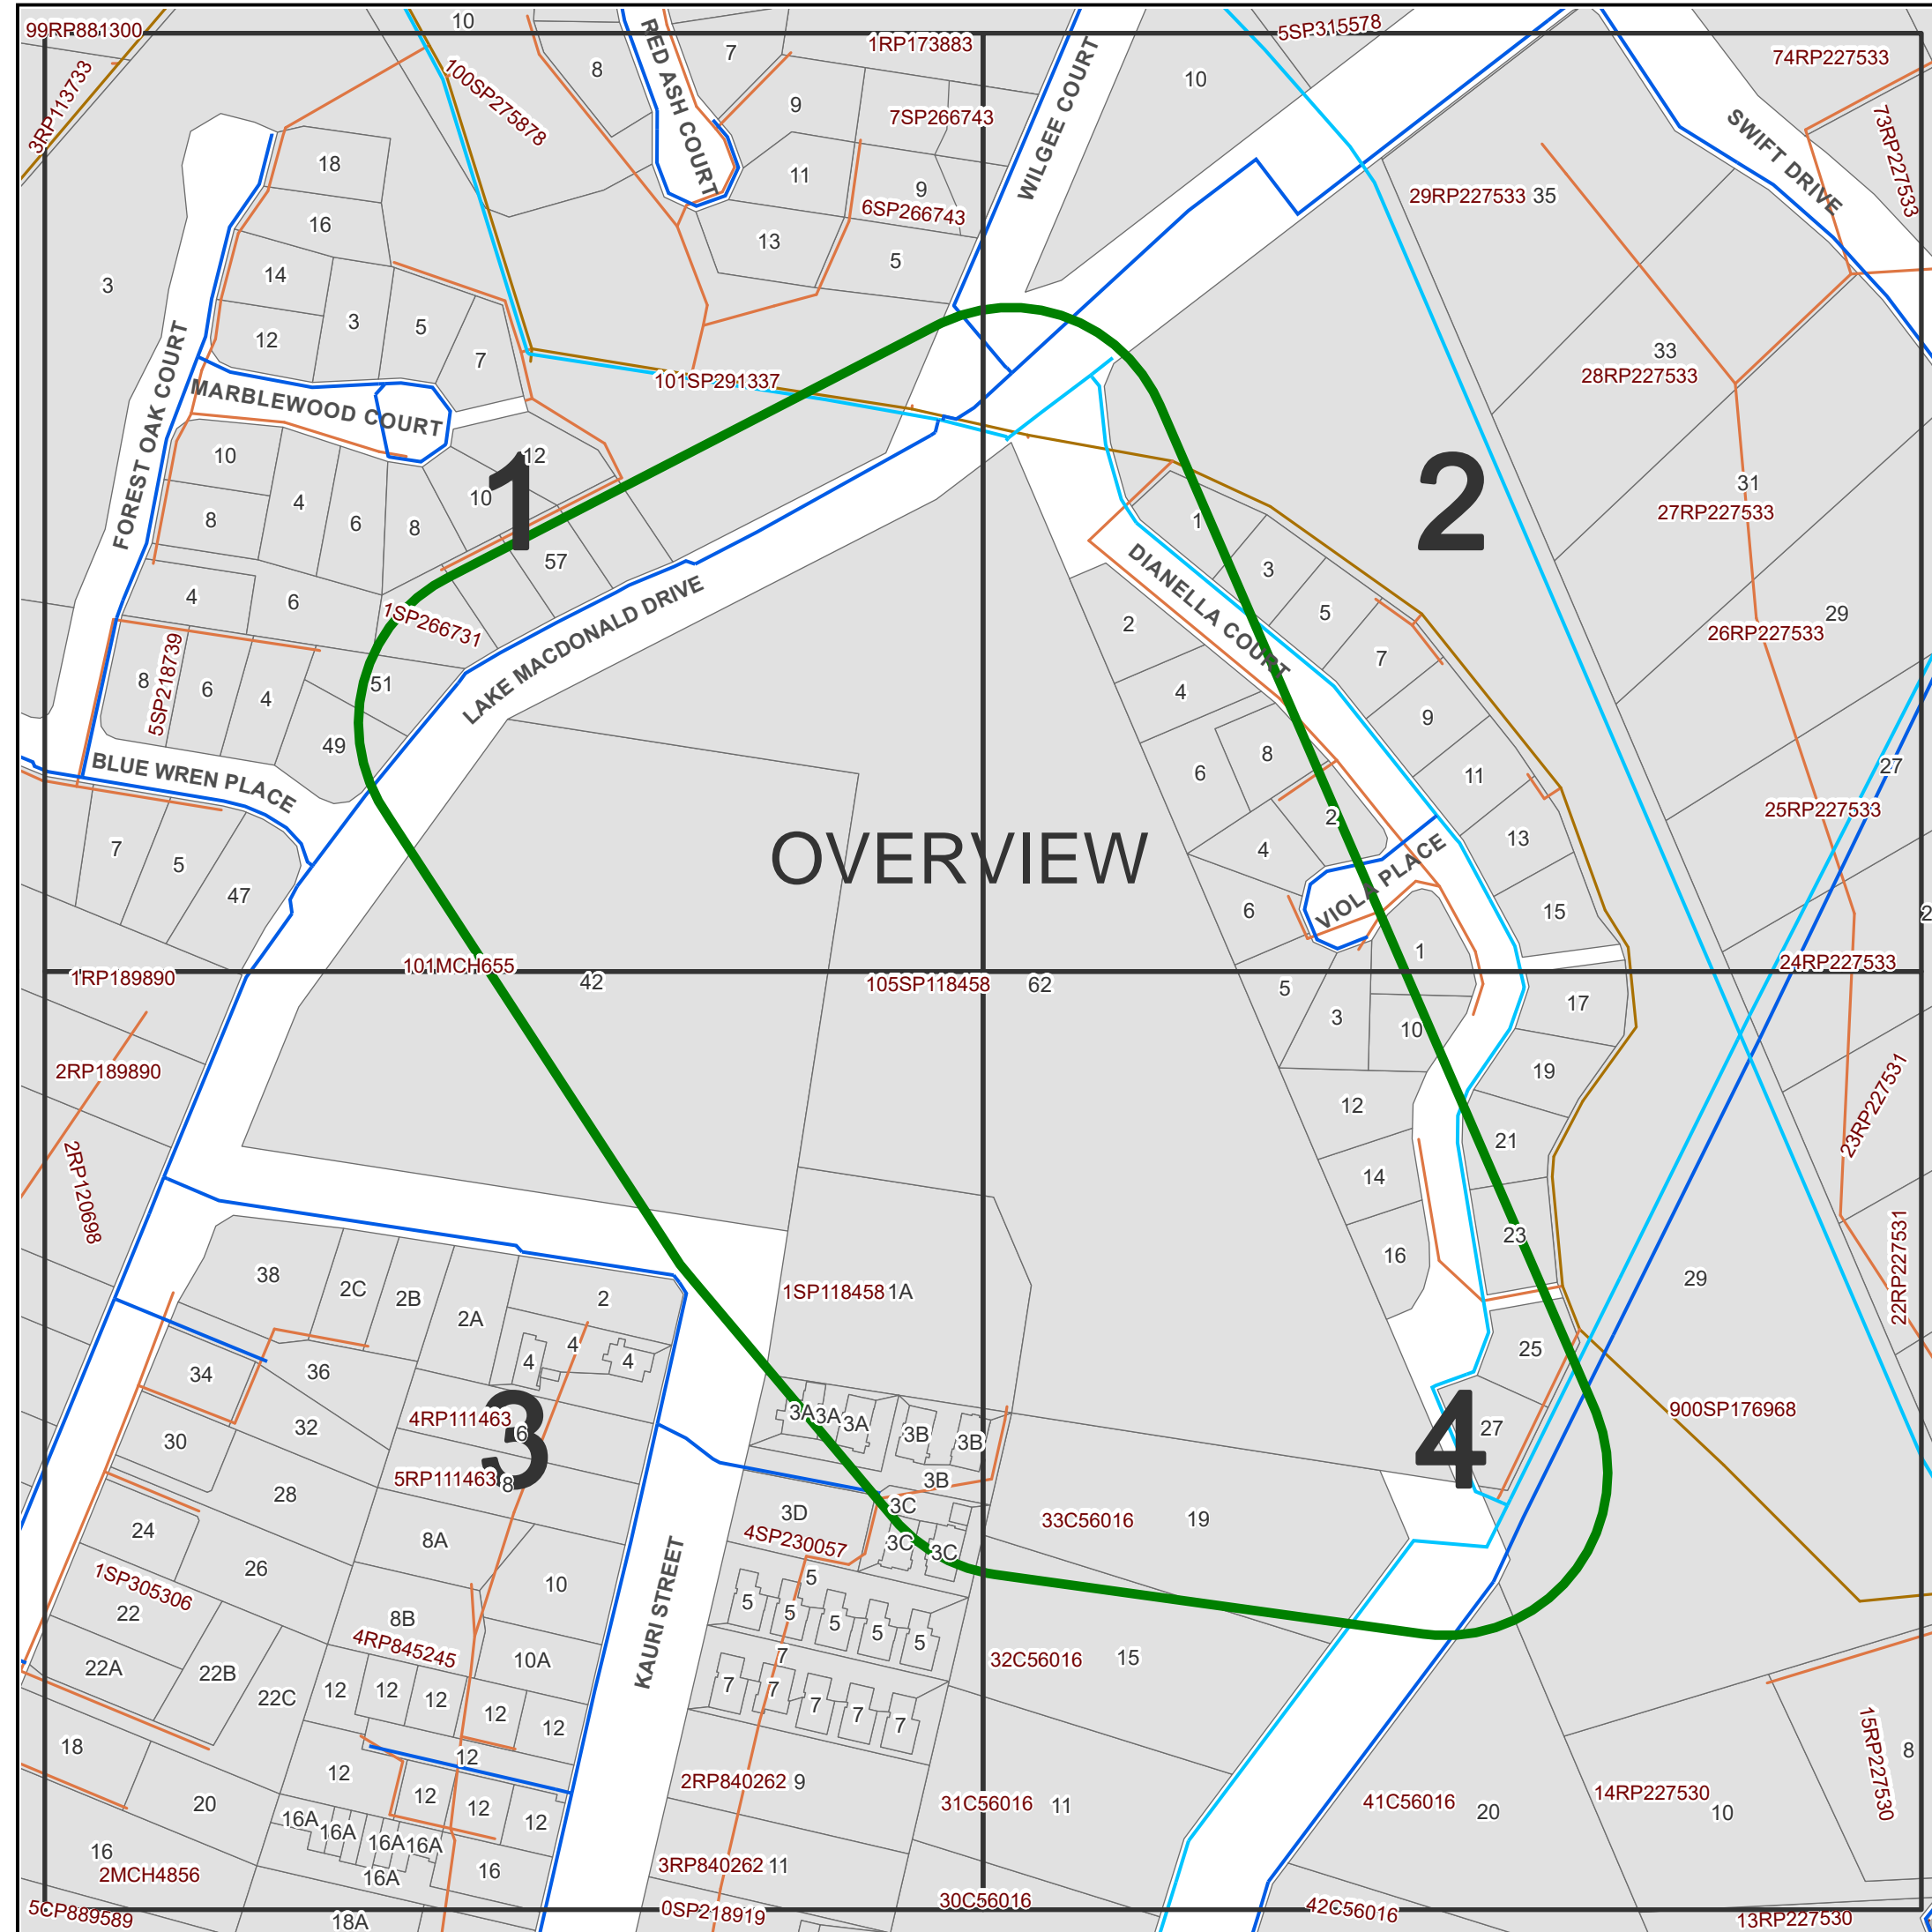 99RP881300
10
5SP315578
1RP173883
74RP227533
3RP113733
100SP275878
8
RED ASH COURT
7
9
7SP266743
WILGEE COURT
10
SWIFT DRIVE
73RP227533
18
11
9
6SP266743
29RP227533 35
16
13
5
14
3
3
5
12
7
33
28RP227533
FOREST OAK COURT
MARBLEWOOD COURT
101SP291337
10
12
1
10
2
31
27RP227533
4
8
6
8
57
1
3
DIANELLA COURT
4
6
1SP266731
LAKE MACDONALD DRIVE
2
5
29
26RP227533
7
5SP218739
8
6
4
51
4
9
49
BLUE WREN PLACE
6
8
11
27
25RP227533
2
13
7
5
47
OVERVIEW
4
VIOLA PLACE
6
15
2
1
1RP189890
101MCH655
42
105SP118458
62
24RP227533
5
3
10
17
2RP189890
19
23RP227531
12
2RP120698
21
14
23
16
22RP227531
38
2C
2B
2A
2
1SP118458 1A
29
4
4
4
25
34
36
32
4RP111463
6
3
3A
3A
3A
3B
3B
4
27
900SP176968
30
28
5RP111463
8
3B
3C
3D
4SP230057
3C
3C
33C56016
19
24
8A
26
1SP305306
22
10
KAURI STREET
5
5
5
5
5
5
8B
4RP845245
22A
22B
22C
10A
7
7
7
7
7
7
32C56016
15
12
12
12
12
12
15RP227530
8
18
12
12
2RP840262 9
20
12
12
12
31C56016
11
41C56016
20
14RP227530
10
16A
16A
16A
16A
16A
16
2MCH4856
16
3RP840262 11
5CP889589
18A
0SP218919
30C56016
42C56016
13RP227530